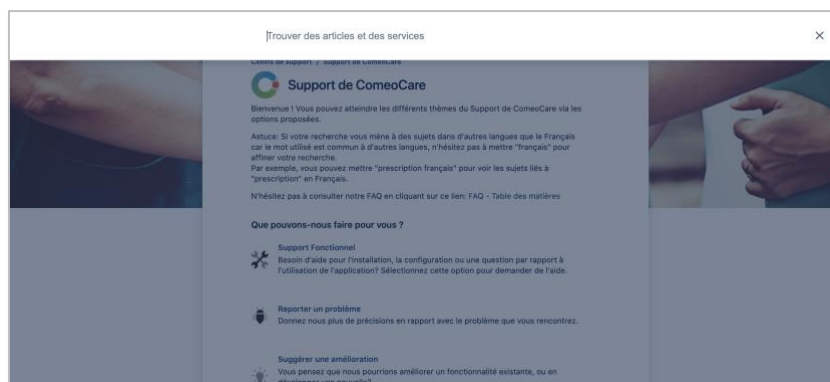 Trouver des articles et des services
Centre de support / Support de ComeoCare
Support de ComeoCare
Bienvenue ! Vous pouvez atteindre les différents thèmes du Support de ComeoCare via les
options proposées.
Astuce: Si votre recherche vous mène à des sujets dans d'autres langues que le Français
car le mot utilisé est commun à d'autres langues, n'hésitez pas à mettre "français" pour
affiner votre recherche.
Par exemple, vous pouvez mettre "prescription français" pour voir les sujets liés à
"prescription" en Français.
N'hésitez pas à consulter notre FAQ en cliquant sur ce lien: FAQ - Table des matières
Que pouvons-nous faire pour vous ?
Support Fonctionnel
Besoin d'aide pour l'installation, la configuration ou une question par rapport à
l'utilisation de l'application? Sélectionnez cette option pour demander de l'aide.
Reporter un problème
Donnez nous plus de précisions en rapport avec le problème que vous rencontrez.
Suggérer une amélioration
Vous pensez que nous pourrions améliorer un fonctionnalité existante, ou en
développer une nouvelle?